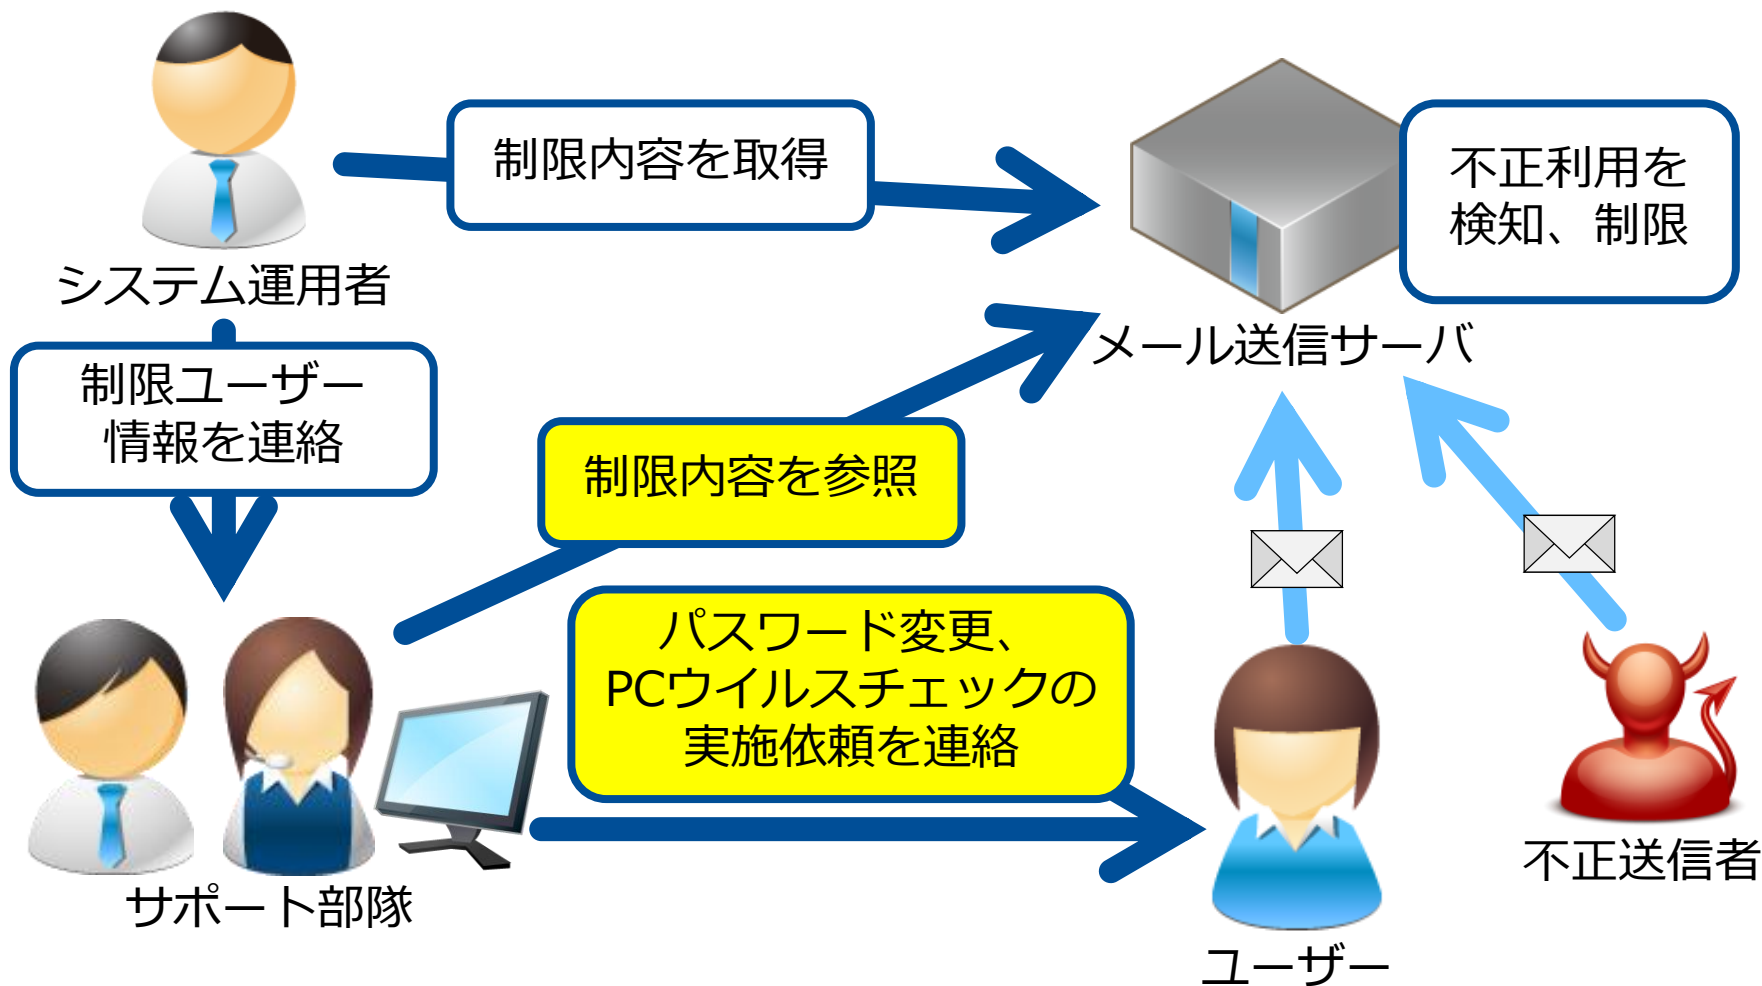 制限内容を取得
不正利用を
検知、制限
システム運用者
メール送信サーバ
制限ユーザー
情報を連絡
制限内容を参照
パスワード変更、
PCウイルスチェックの
実施依頼を連絡
不正送信者
サポート部隊
ユーザー